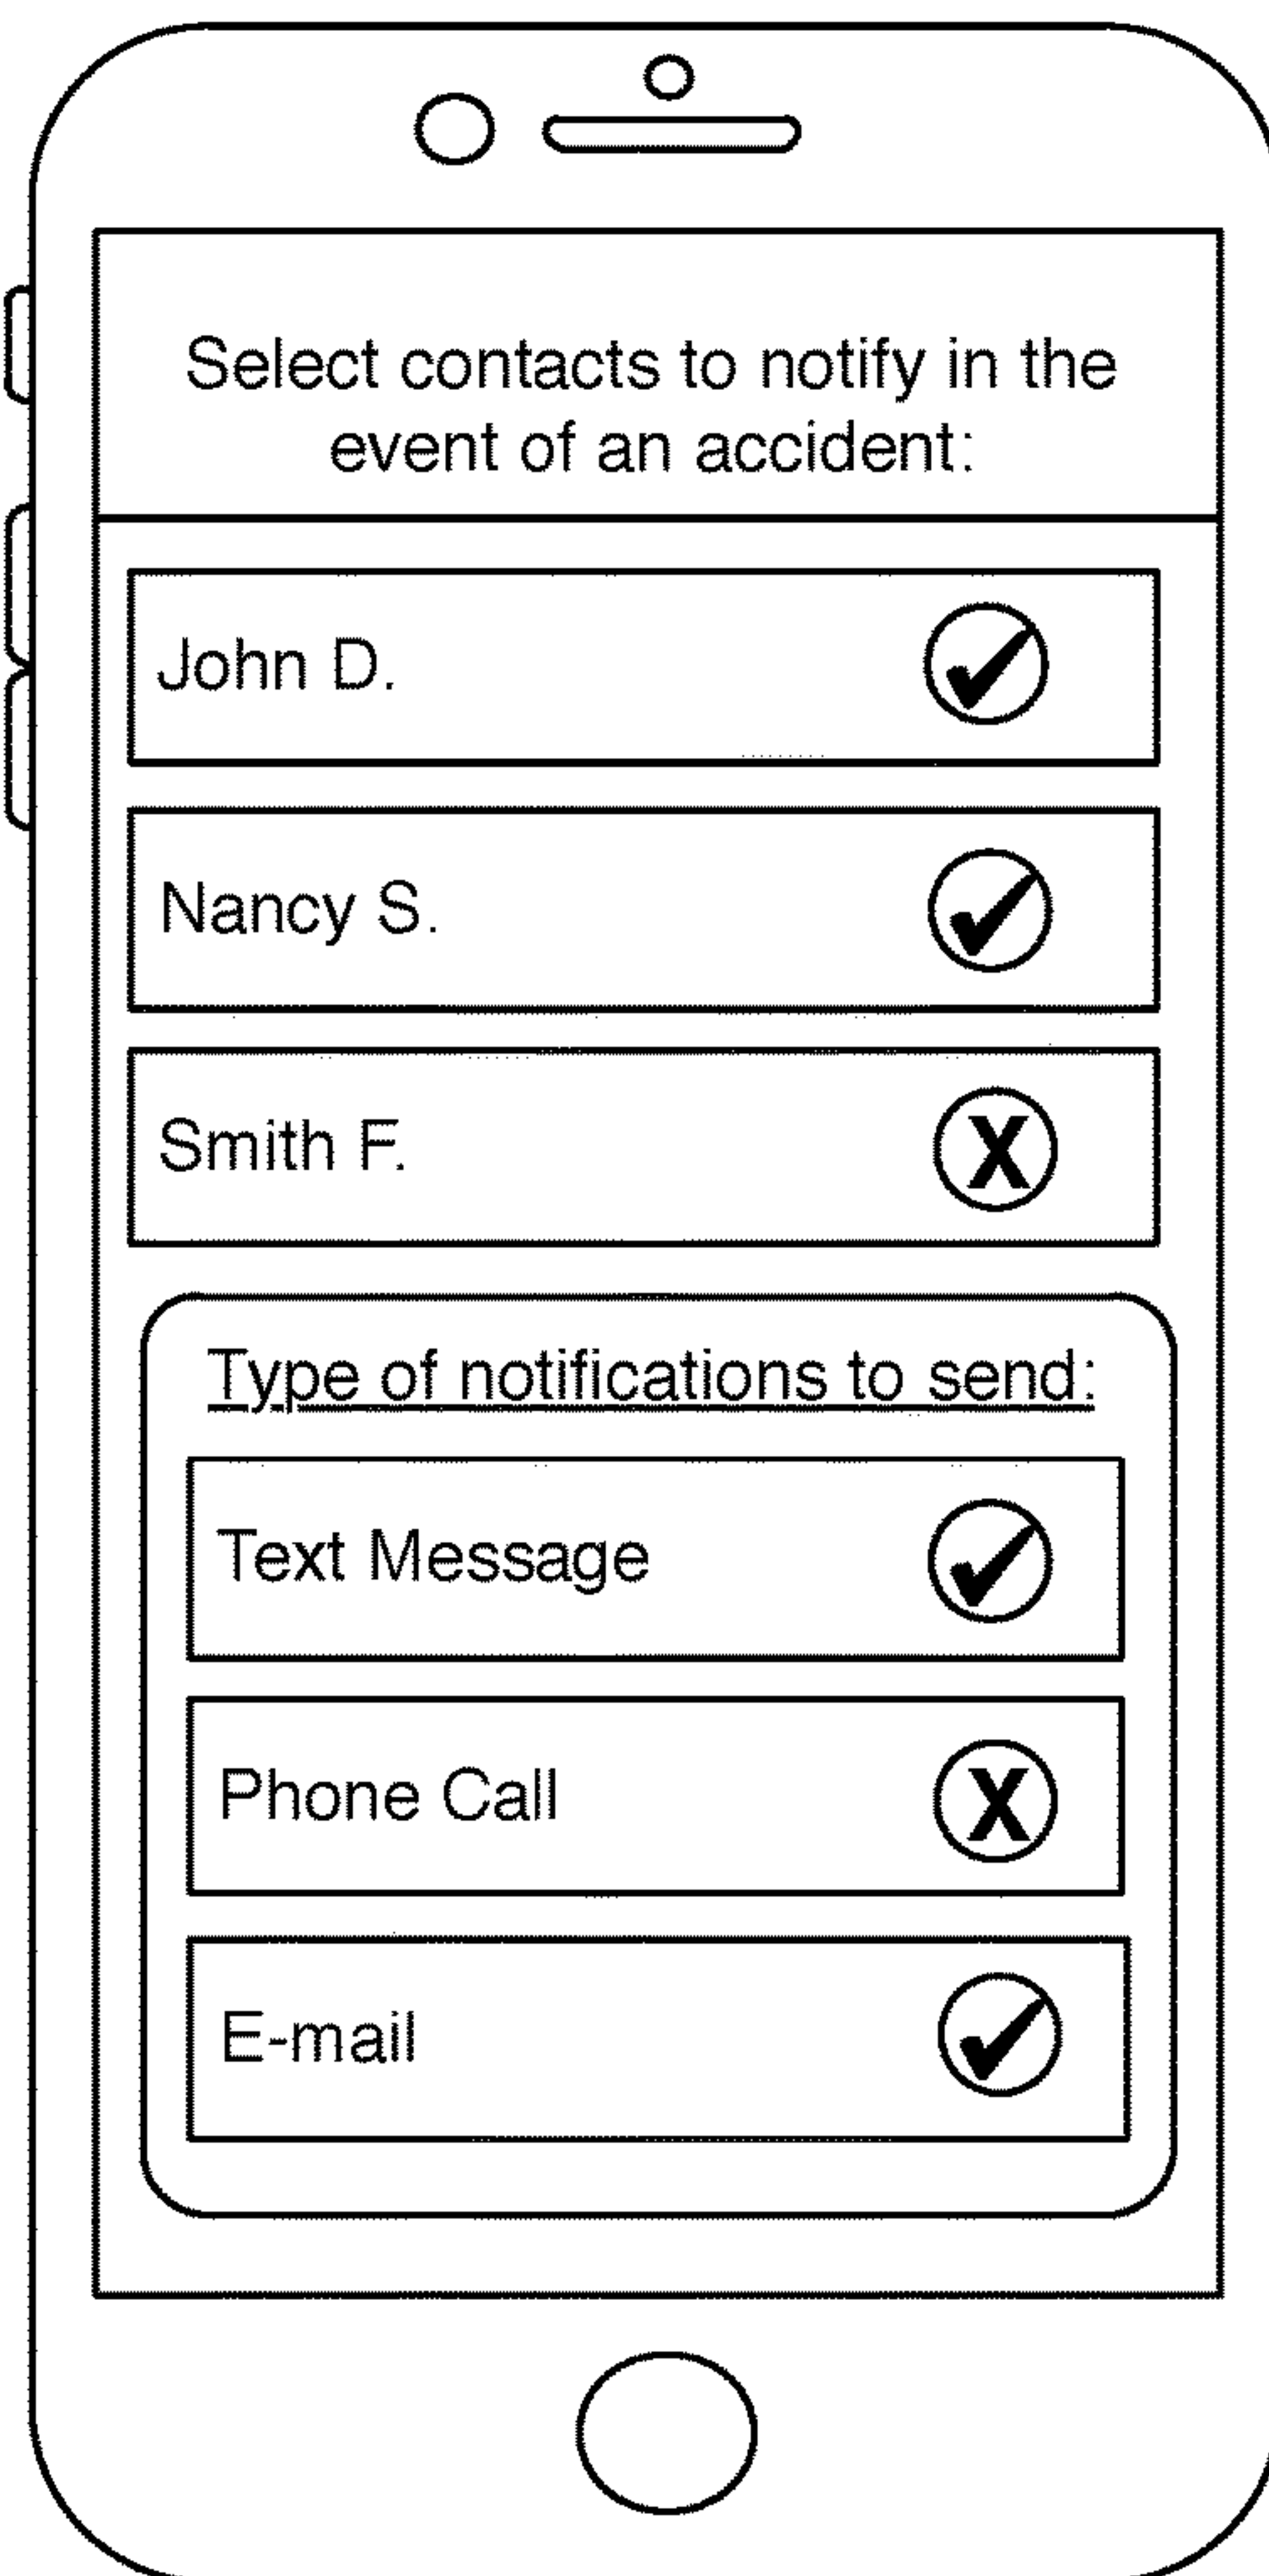 Select contacts to notify in the
event of an accident:
John D.
Nancy S.
Smith F.
X
Type of notifications to send:
Text Message
Phone Call
X
E-mail